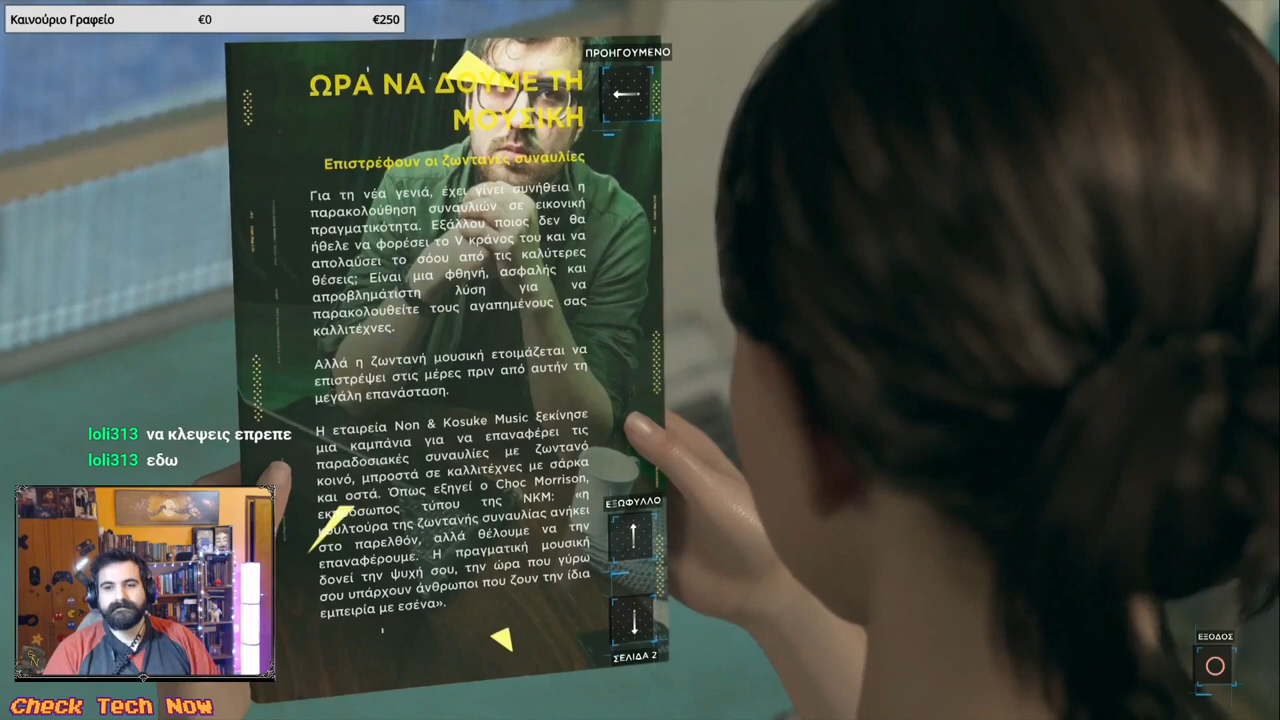 Καινούριο Γραφείο €0 €250
ΠΡΟΗΓΟΥΜΕΝΟ
ΩΡΑ ΝΑ ΔΟΥΜΕ ΤΗ
ΜΟΥΣΙΚΗ
Επιστρέφουν οι ζωντανές συναυλίες
Για τη νέα γενιά, έχει γίνει συνήθεια η
παρακολούθηση συναυλιών σε εικονική
πραγματικότητα. Εξάλλου ποιος δεν θα
ήθελε να φορέσει το V κράνος του και να
απολαύσει το σόου από τις καλύτερες
θέσεις; Είναι μια φθηνή, ασφαλής και
απροβλημάτιστη λύση για να
παρακολουθείτε τους αγαπημένους σας
καλλιτέχνες.
Αλλά η ζωντανή μουσική ετοιμάζεται να
επιστρέψει στις μέρες πριν από αυτήν τη
μεγάλη επανάσταση.
Η εταιρεία Non & Kosuke Music ξεκίνησε
μια καμπάνια για να επαναφέρει τις
παραδοσιακές συναυλίες με ζωντανό
κοινό, μπροστά σε καλλιτέχνες με σάρκα
και οστά. Όπως εξηγεί ο Choc Morrison,
εκπρόσωπος τύπου της NKM: «η
κουλτούρα της ζωντανής συναυλίας ανήκει
στο παρελθόν, αλλά θέλουμε να την
επαναφέρουμε. Η πραγματική μουσική
δονεί την ψυχή σου, την ώρα που γύρω
σου υπάρχουν άνθρωποι που ζουν την ίδια
εμπειρία με εσένα».
ΕΞΩΦΥΛΛΟ
ΣΕΛΙΔΑ 2
ΕΞΟΔΟΣ
loli313 να κλεψεις επρεπε
loli313 εδω
Check Tech Now